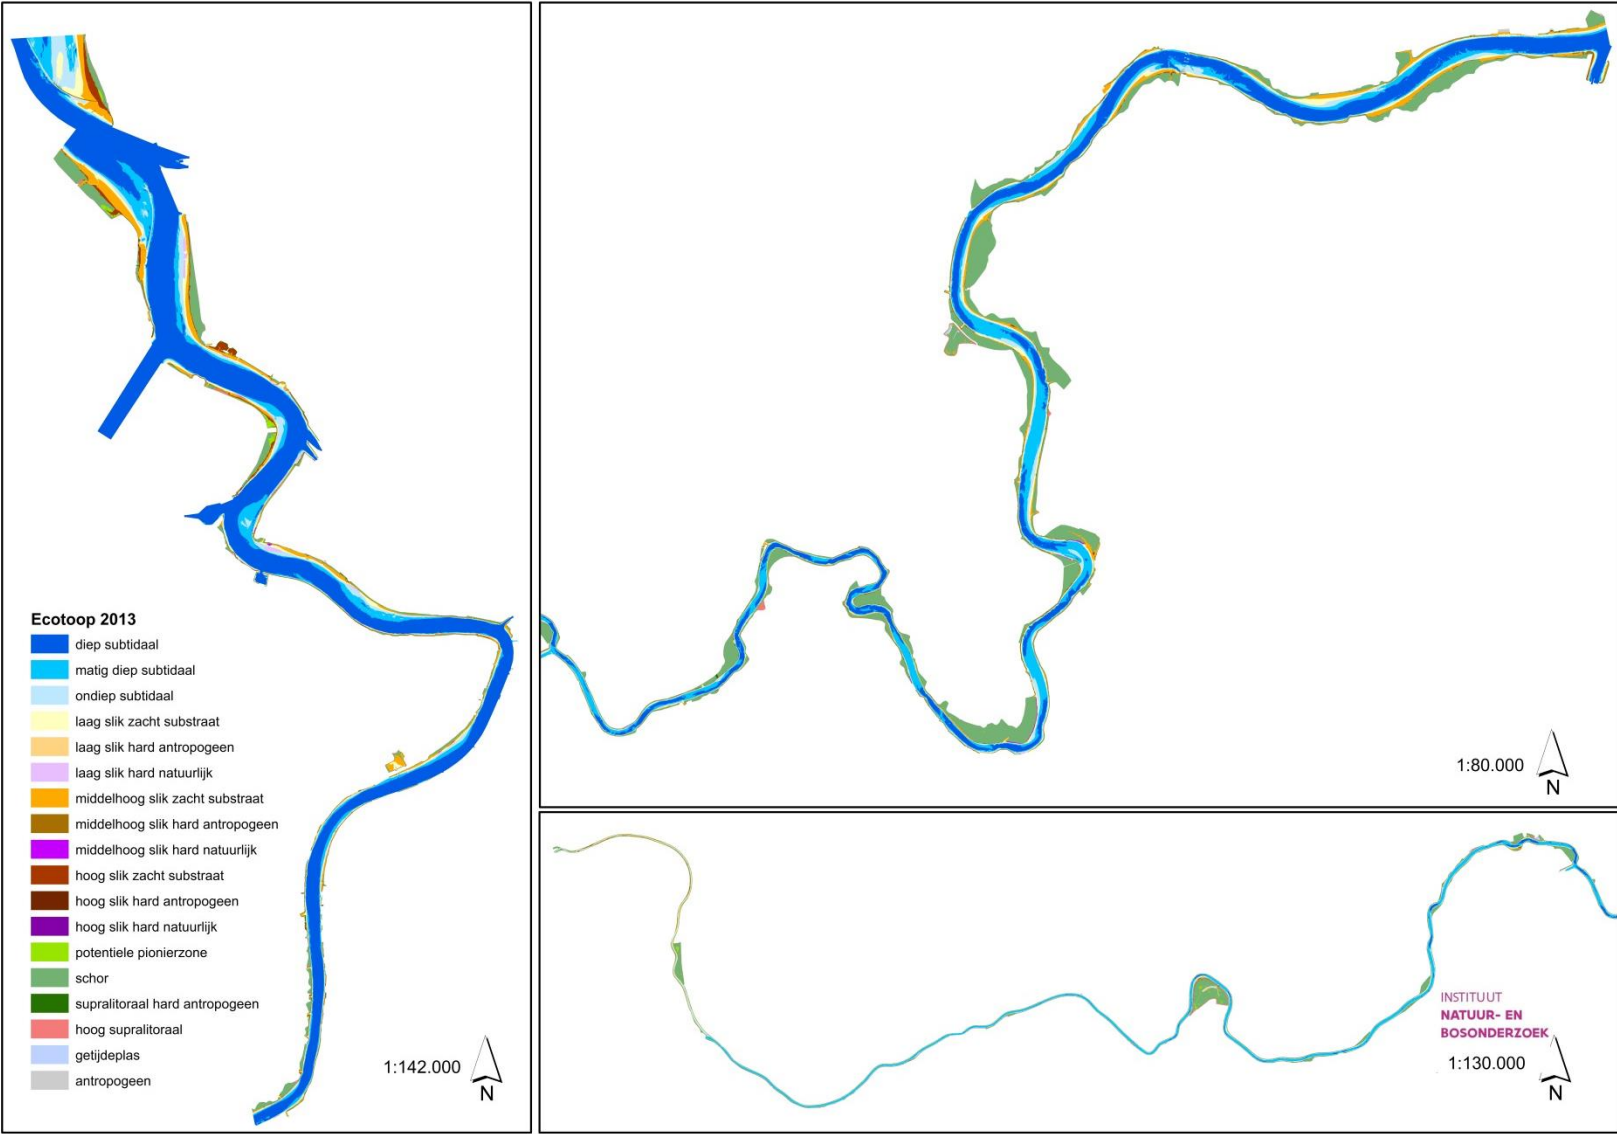 Ecotoop 2013
diep subtidaal
matig diep subtidaal
ondiep subtidaal
laag slik zacht substraat
laag slik hard antropogeen
laag slik hard natuurlijk
middelhoog slik zacht substraat
middelhoog slik hard antropogeen
middelhoog slik hard natuurlijk
hoog slik zacht substraat
hoog slik hard antropogeen
hoog slik hard natuurlijk
potentiele pionierzone
schor
supralitoraal hard antropogeen
hoog supralitoraal
getijdeplas
antropogeen
1:142.000
N
1:80.000
N
INSTITUUT
NATUUR- EN
BOSONDERZOEK
1:130.000
N